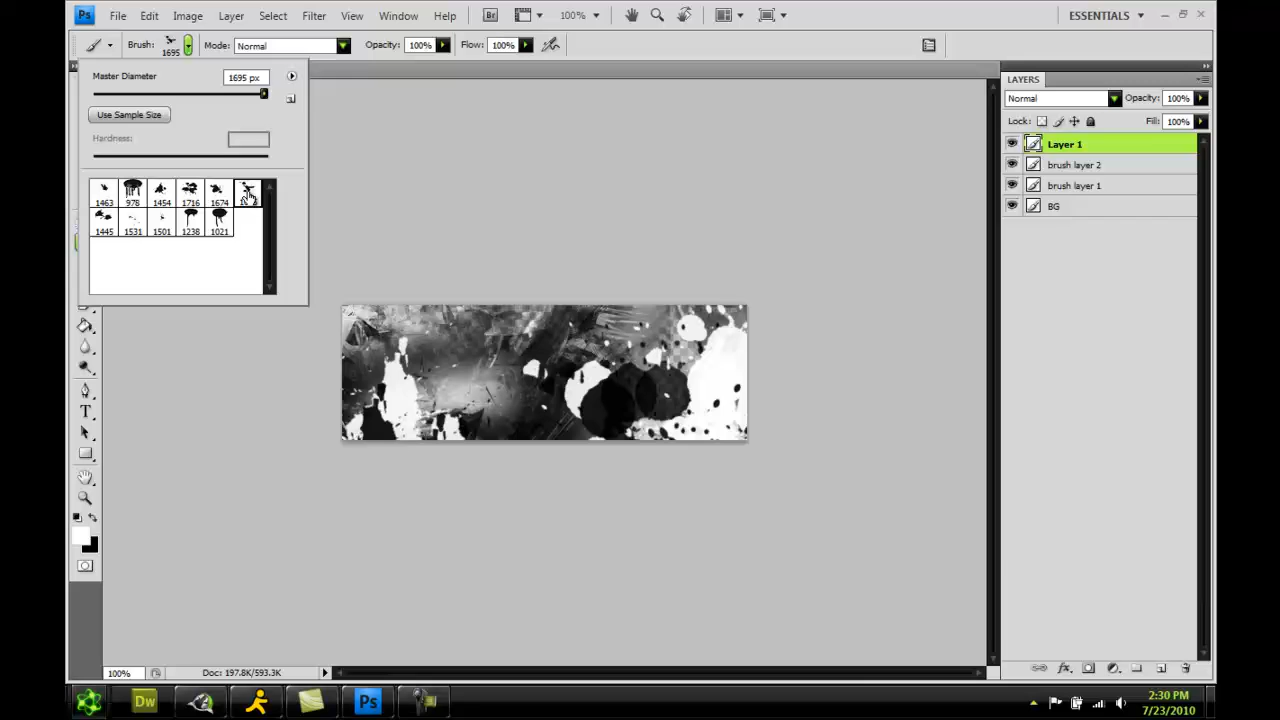 Ps File Edit Image Layer Select Filter View Window Help Br 100% ESSENTIALS
Brush: 1695 Mode: Normal Opacity: 100% Flow: 100%
Master Diameter 1695 px
Use Sample Size
Hardness:
1463 978 1454 1716 1674
1445 1531 1501 1238 1021
LAYERS
Normal Opacity: 100%
Lock: Fill: 100%
Layer 1
brush layer 2
brush layer 1
BG
T
100% Doc: 197.8K/593.3K
Dw Ps 2:30 PM
7/23/2010